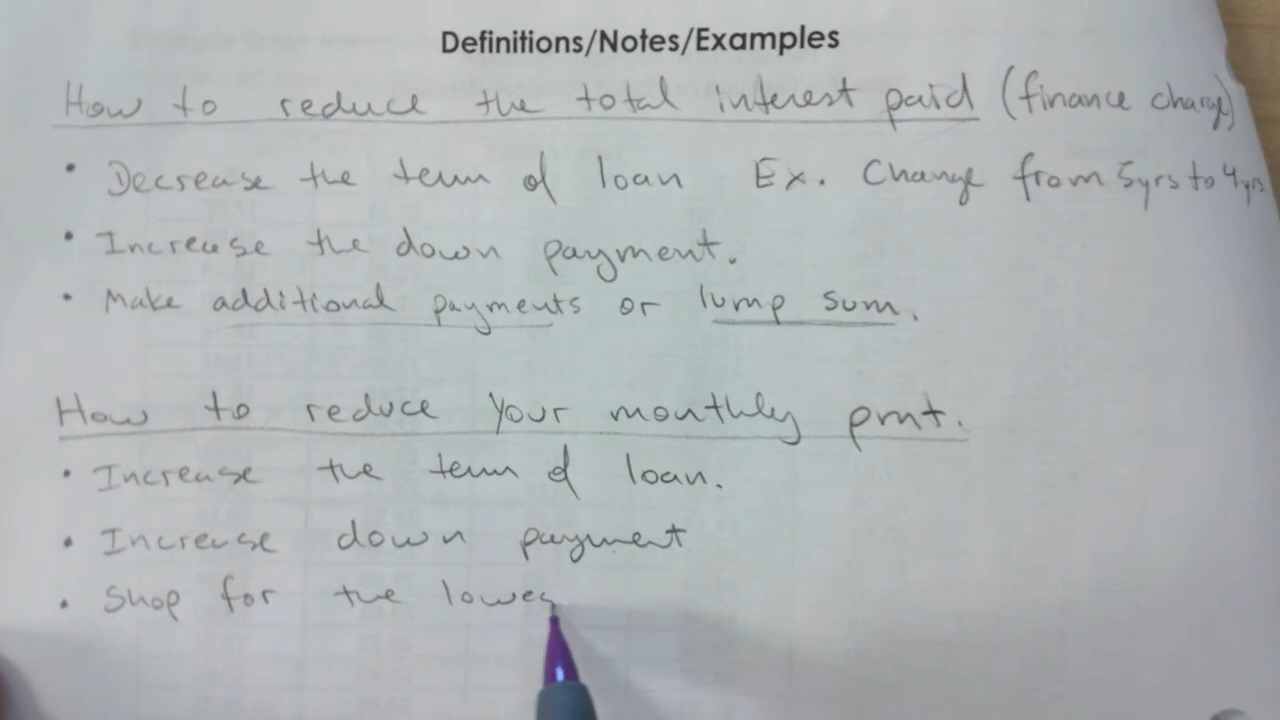 Definitions/Notes/Examples
How to reduce the total interest paid (finance charge)
• Decrease the term of loan Ex. Change from 5yrs to 4yrs
• Increase the down payment.
• Make additional payments or lump sum.
How to reduce your monthly pmt.
• Increase the term of loan.
• Increase down payment
• Shop for the lowes